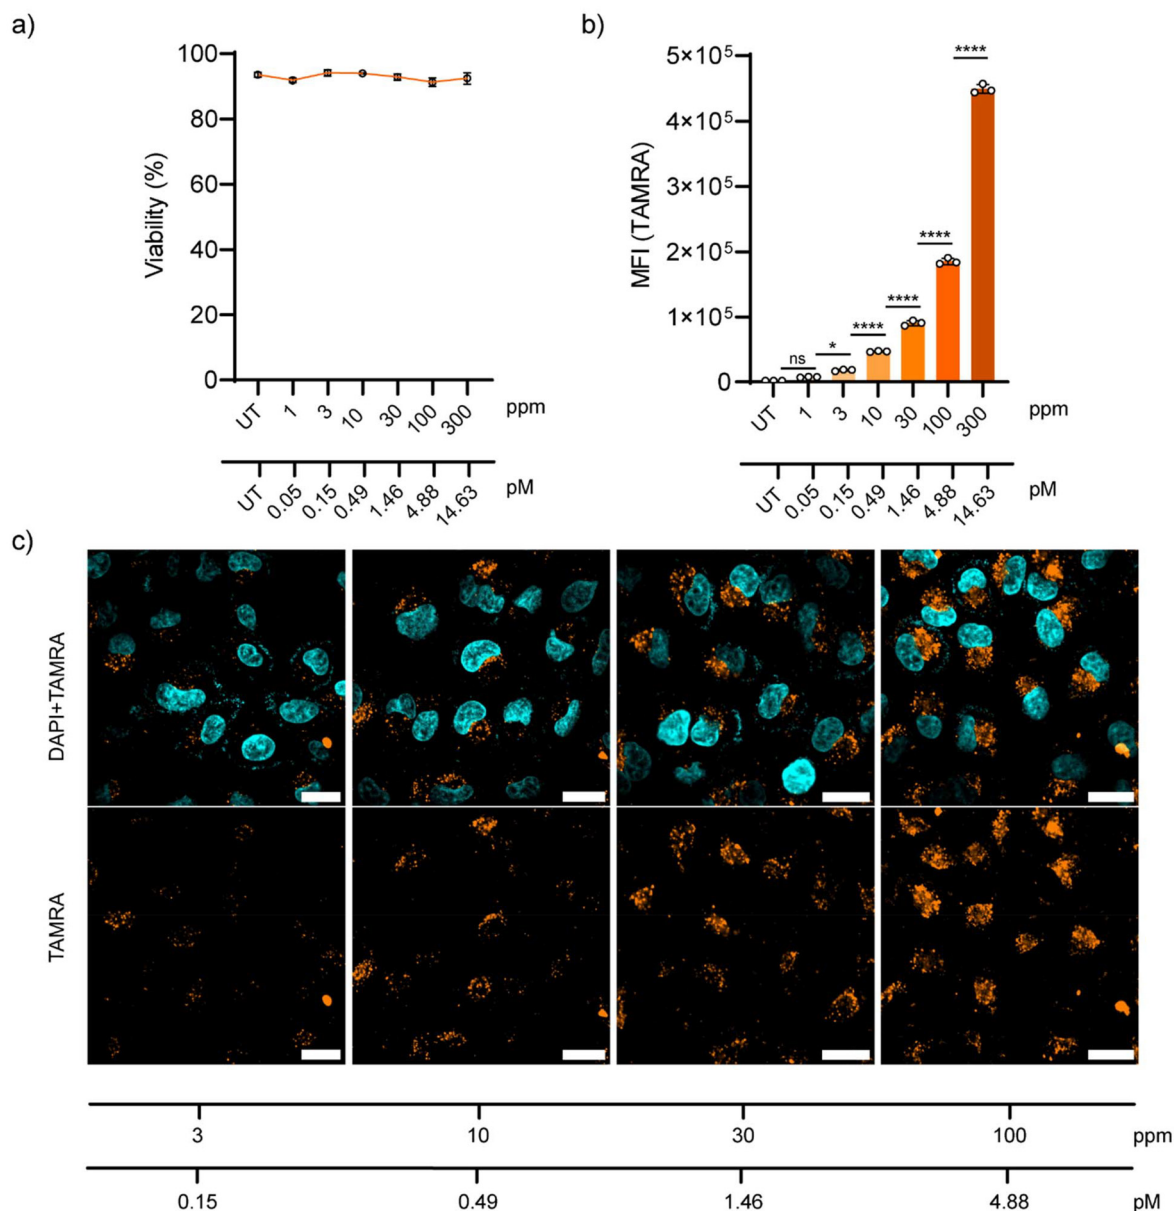 a)
Viability (%)
100
80
60
40
20
0
UT 1 3 10 30 100 300 ppm
UT 0.05 0.15 0.49 1.46 4.88 14.63 pM
b)
MFI (TAMRA)
5×10⁵
4×10⁵
3×10⁵
2×10⁵
1×10⁵
0
ns * **** **** **** ****
UT 1 3 10 30 100 300 ppm
UT 0.05 0.15 0.49 1.46 4.88 14.63 pM
c)
DAPI+TAMRA
TAMRA
3 10 30 100 ppm
0.15 0.49 1.46 4.88 pM